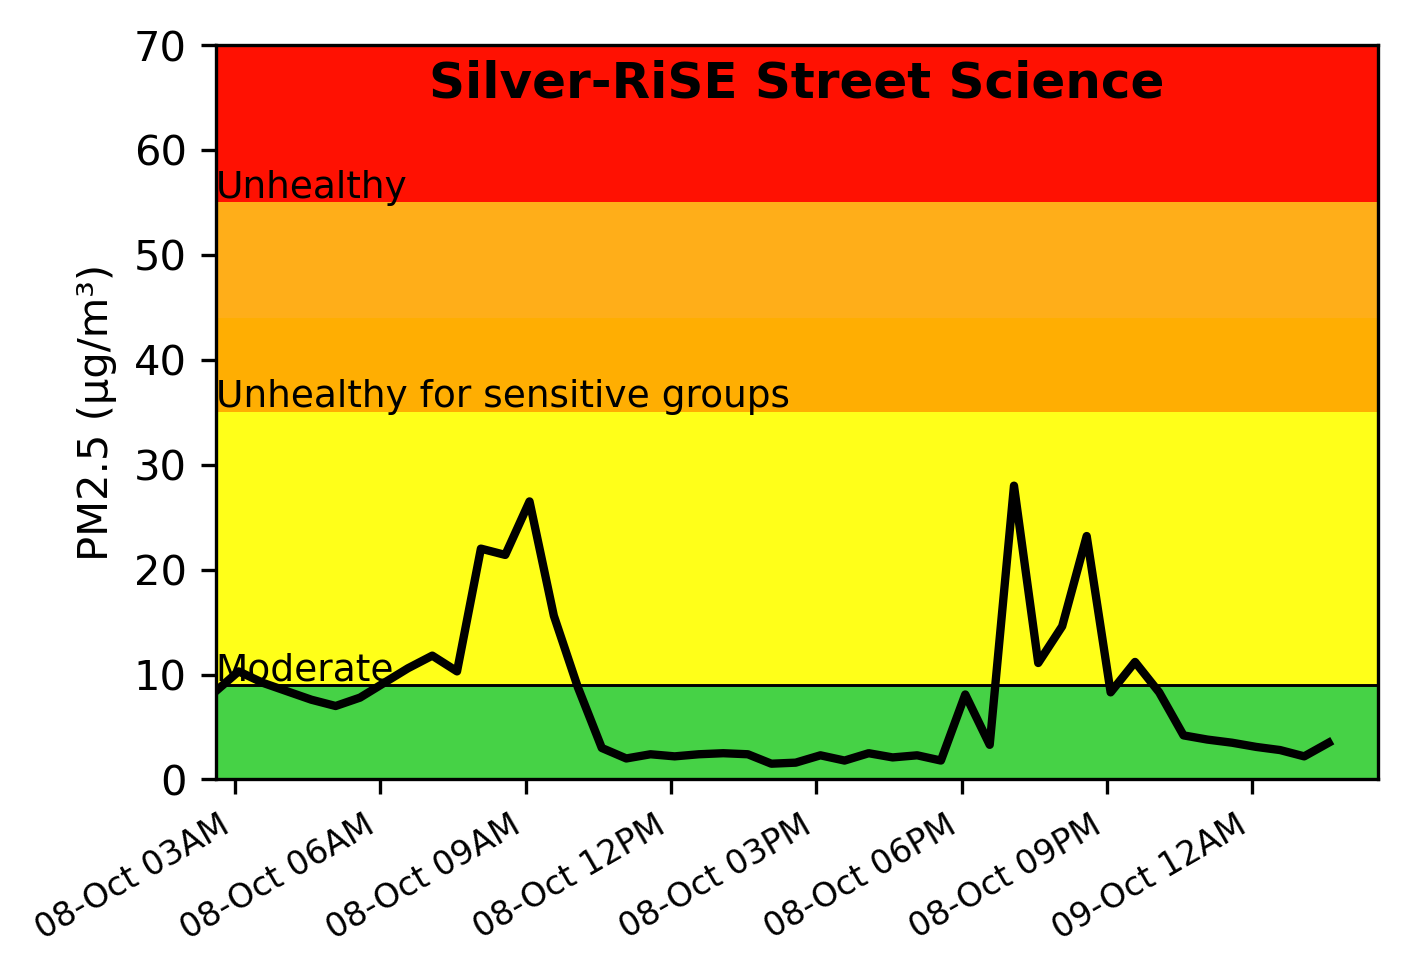 Silver-RiSE Street Science
PM2.5 (µg/m³)
70
60
50
40
30
20
10
0
Unhealthy
Unhealthy for sensitive groups
Moderate
08-Oct 03AM
08-Oct 06AM
08-Oct 09AM
08-Oct 12PM
08-Oct 03PM
08-Oct 06PM
08-Oct 09PM
09-Oct 12AM